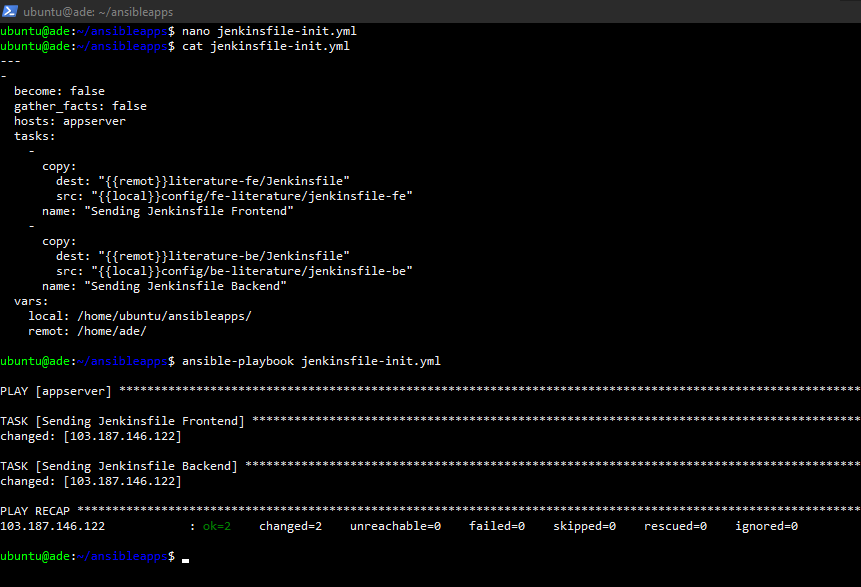 ubuntu@ade: ~/ansibleapps
ubuntu@ade:~/ansibleapps$ nano jenkinsfile-init.yml
ubuntu@ade:~/ansibleapps$ cat jenkinsfile-init.yml
---
-
  become: false
  gather_facts: false
  hosts: appserver
  tasks:
    -
      copy:
        dest: "{{remot}}literature-fe/Jenkinsfile"
        src: "{{local}}config/fe-literature/jenkinsfile-fe"
      name: "Sending Jenkinsfile Frontend"
    -
      copy:
        dest: "{{remot}}literature-be/Jenkinsfile"
        src: "{{local}}config/be-literature/jenkinsfile-be"
      name: "Sending Jenkinsfile Backend"
  vars:
    local: /home/ubuntu/ansibleapps/
    remot: /home/ade/
ubuntu@ade:~/ansibleapps$ ansible-playbook jenkinsfile-init.yml
PLAY [appserver] **********************************************************************************************************
TASK [Sending Jenkinsfile Frontend] ***************************************************************************************
changed: [103.187.146.122]
TASK [Sending Jenkinsfile Backend] ****************************************************************************************
changed: [103.187.146.122]
PLAY RECAP ****************************************************************************************************************
103.187.146.122            : ok=2    changed=2    unreachable=0    failed=0    skipped=0    rescued=0    ignored=0
ubuntu@ade:~/ansibleapps$